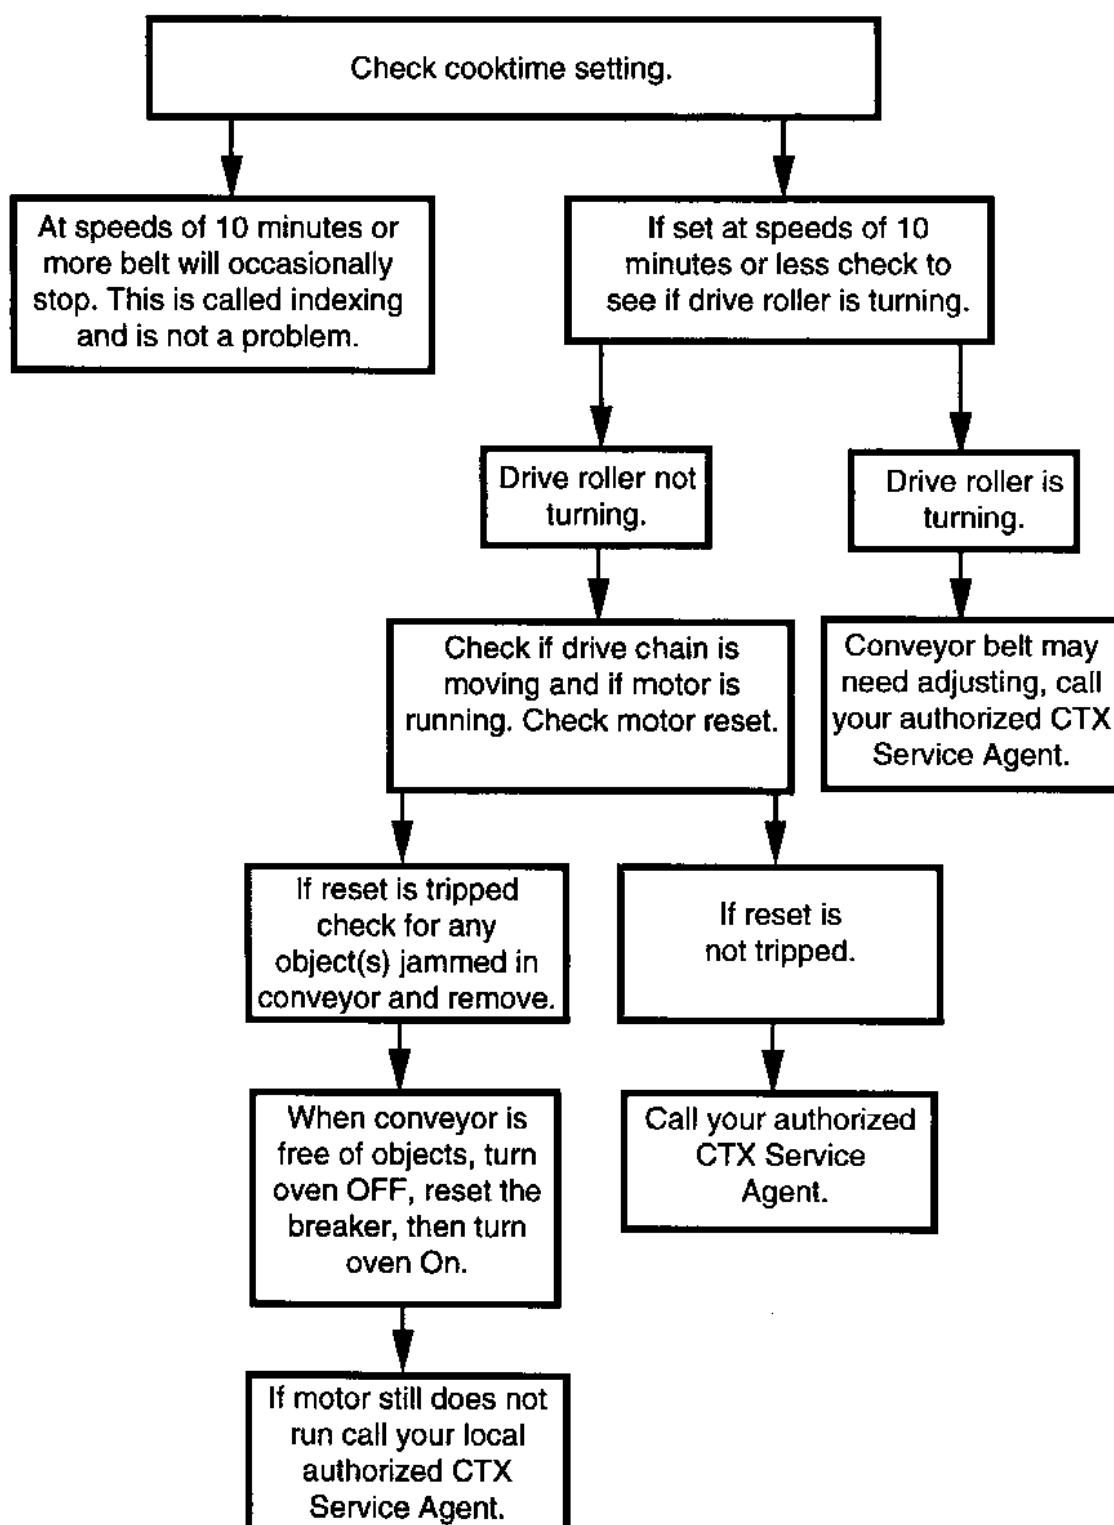 Check cooktime setting.
At speeds of 10 minutes or
more belt will occasionally
stop. This is called indexing
and is not a problem.
If set at speeds of 10
minutes or less check to
see if drive roller is turning.
Drive roller not
turning.
Drive roller is
turning.
Check if drive chain is
moving and if motor is
running. Check motor reset.
Conveyor belt may
need adjusting, call
your authorized CTX
Service Agent.
If reset is tripped
check for any
object(s) jammed in
conveyor and remove.
If reset is
not tripped.
When conveyor is
free of objects, turn
oven OFF, reset the
breaker, then turn
oven On.
Call your authorized
CTX Service
Agent.
If motor still does not
run call your local
authorized CTX
Service Agent.